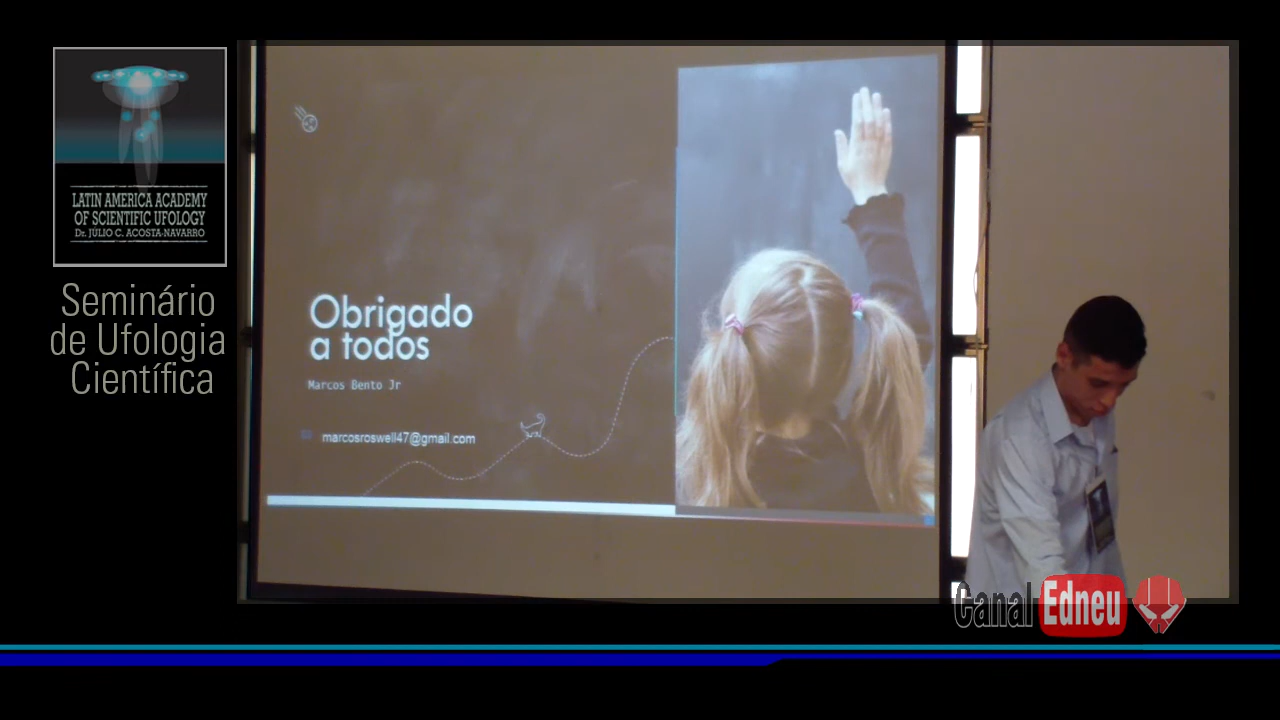 LATIN AMERICA ACADEMY
OF SCIENTIFIC UFOLOGY
Dr. JÚLIO C. ACOSTA-NAVARRO
Seminário
de Ufologia
Científica
Obrigado
a todos
Marcos Bento Jr
marcosroswell47@gmail.com
Canal Edneu